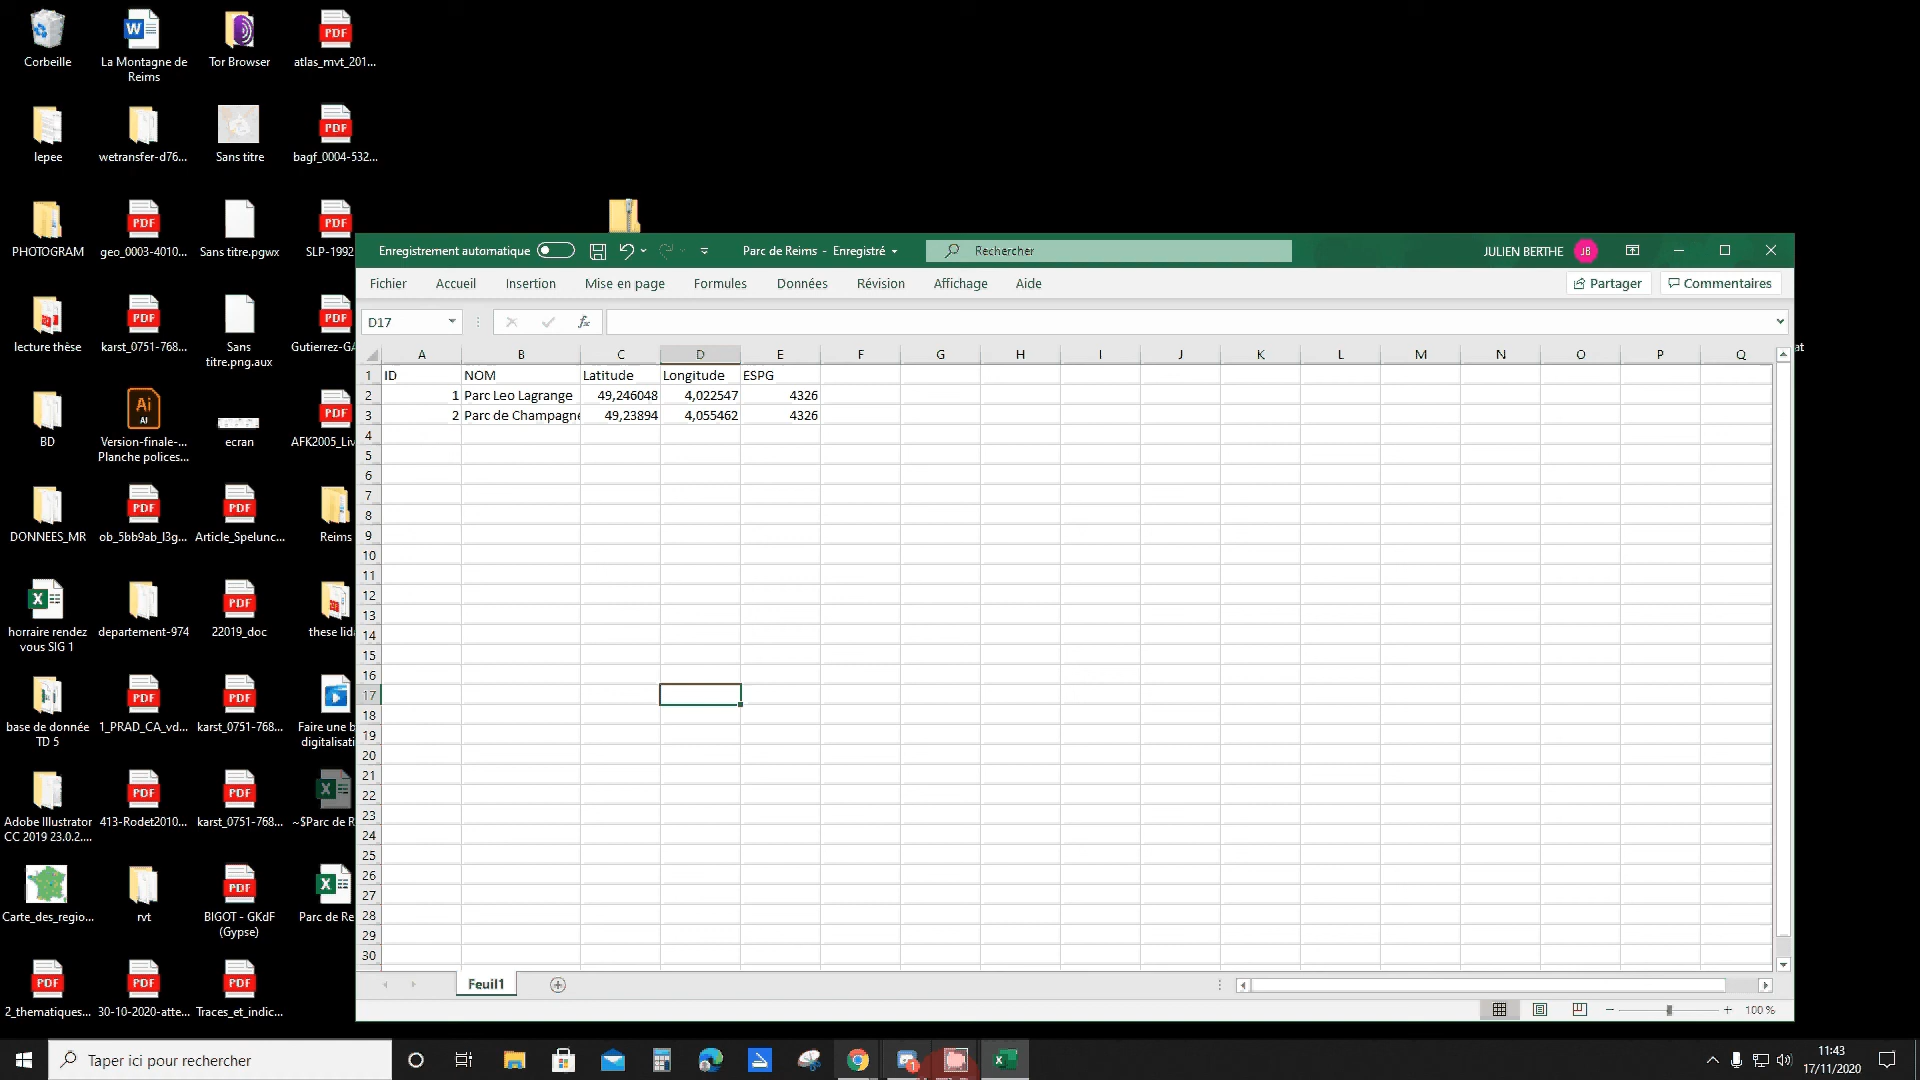 Corbeille
La Montagne de
Reims
Tor Browser
atlas_mvt_201...
lepee
wetransfer-d76...
Sans titre
bagf_0004-532...
PHOTOGRAM
geo_0003-4010...
Sans titre.pgwx
SLP-1992
lecture thèse
karst_0751-768...
Sans
titre.png.aux
Gutierrez-GA
BD
Version-finale-...
Planche polices...
ecran
AFK2005_Liv
DONNEES_MR
ob_5bb9ab_l3g...
Article_Spelunc...
Reims
horraire rendez
vous SIG 1
departement-974
22019_doc
these lida
base de donnée
TD 5
1_PRAD_CA_vd...
karst_0751-768...
Faire une b
digitalisati
Adobe Illustrator
CC 2019 23.0.2....
413-Rodet2010...
karst_0751-768...
~$Parc de R
Carte_des_regio...
rvt
BIGOT - GKdF
(Gypse)
Parc de Re
2_thematiques...
30-10-2020-atte...
Traces_et_indic...
Enregistrement automatique
Parc de Reims - Enregistré
Rechercher
JULIEN BERTHE
JB
Fichier Accueil Insertion Mise en page Formules Données Révision Affichage Aide
Partager
Commentaires
D17
fx
at
A B C D E F G H I J K L M N O P Q
1 ID NOM Latitude Longitude ESPG
2 1 Parc Leo Lagrange 49,246048 4,022547 4326
3 2 Parc de Champagne 49,23894 4,055462 4326
4
5
6
7
8
9
10
11
12
13
14
15
16
17
18
19
20
21
22
23
24
25
26
27
28
29
30
Feuil1
100 %
Taper ici pour rechercher
1
11:43
17/11/2020